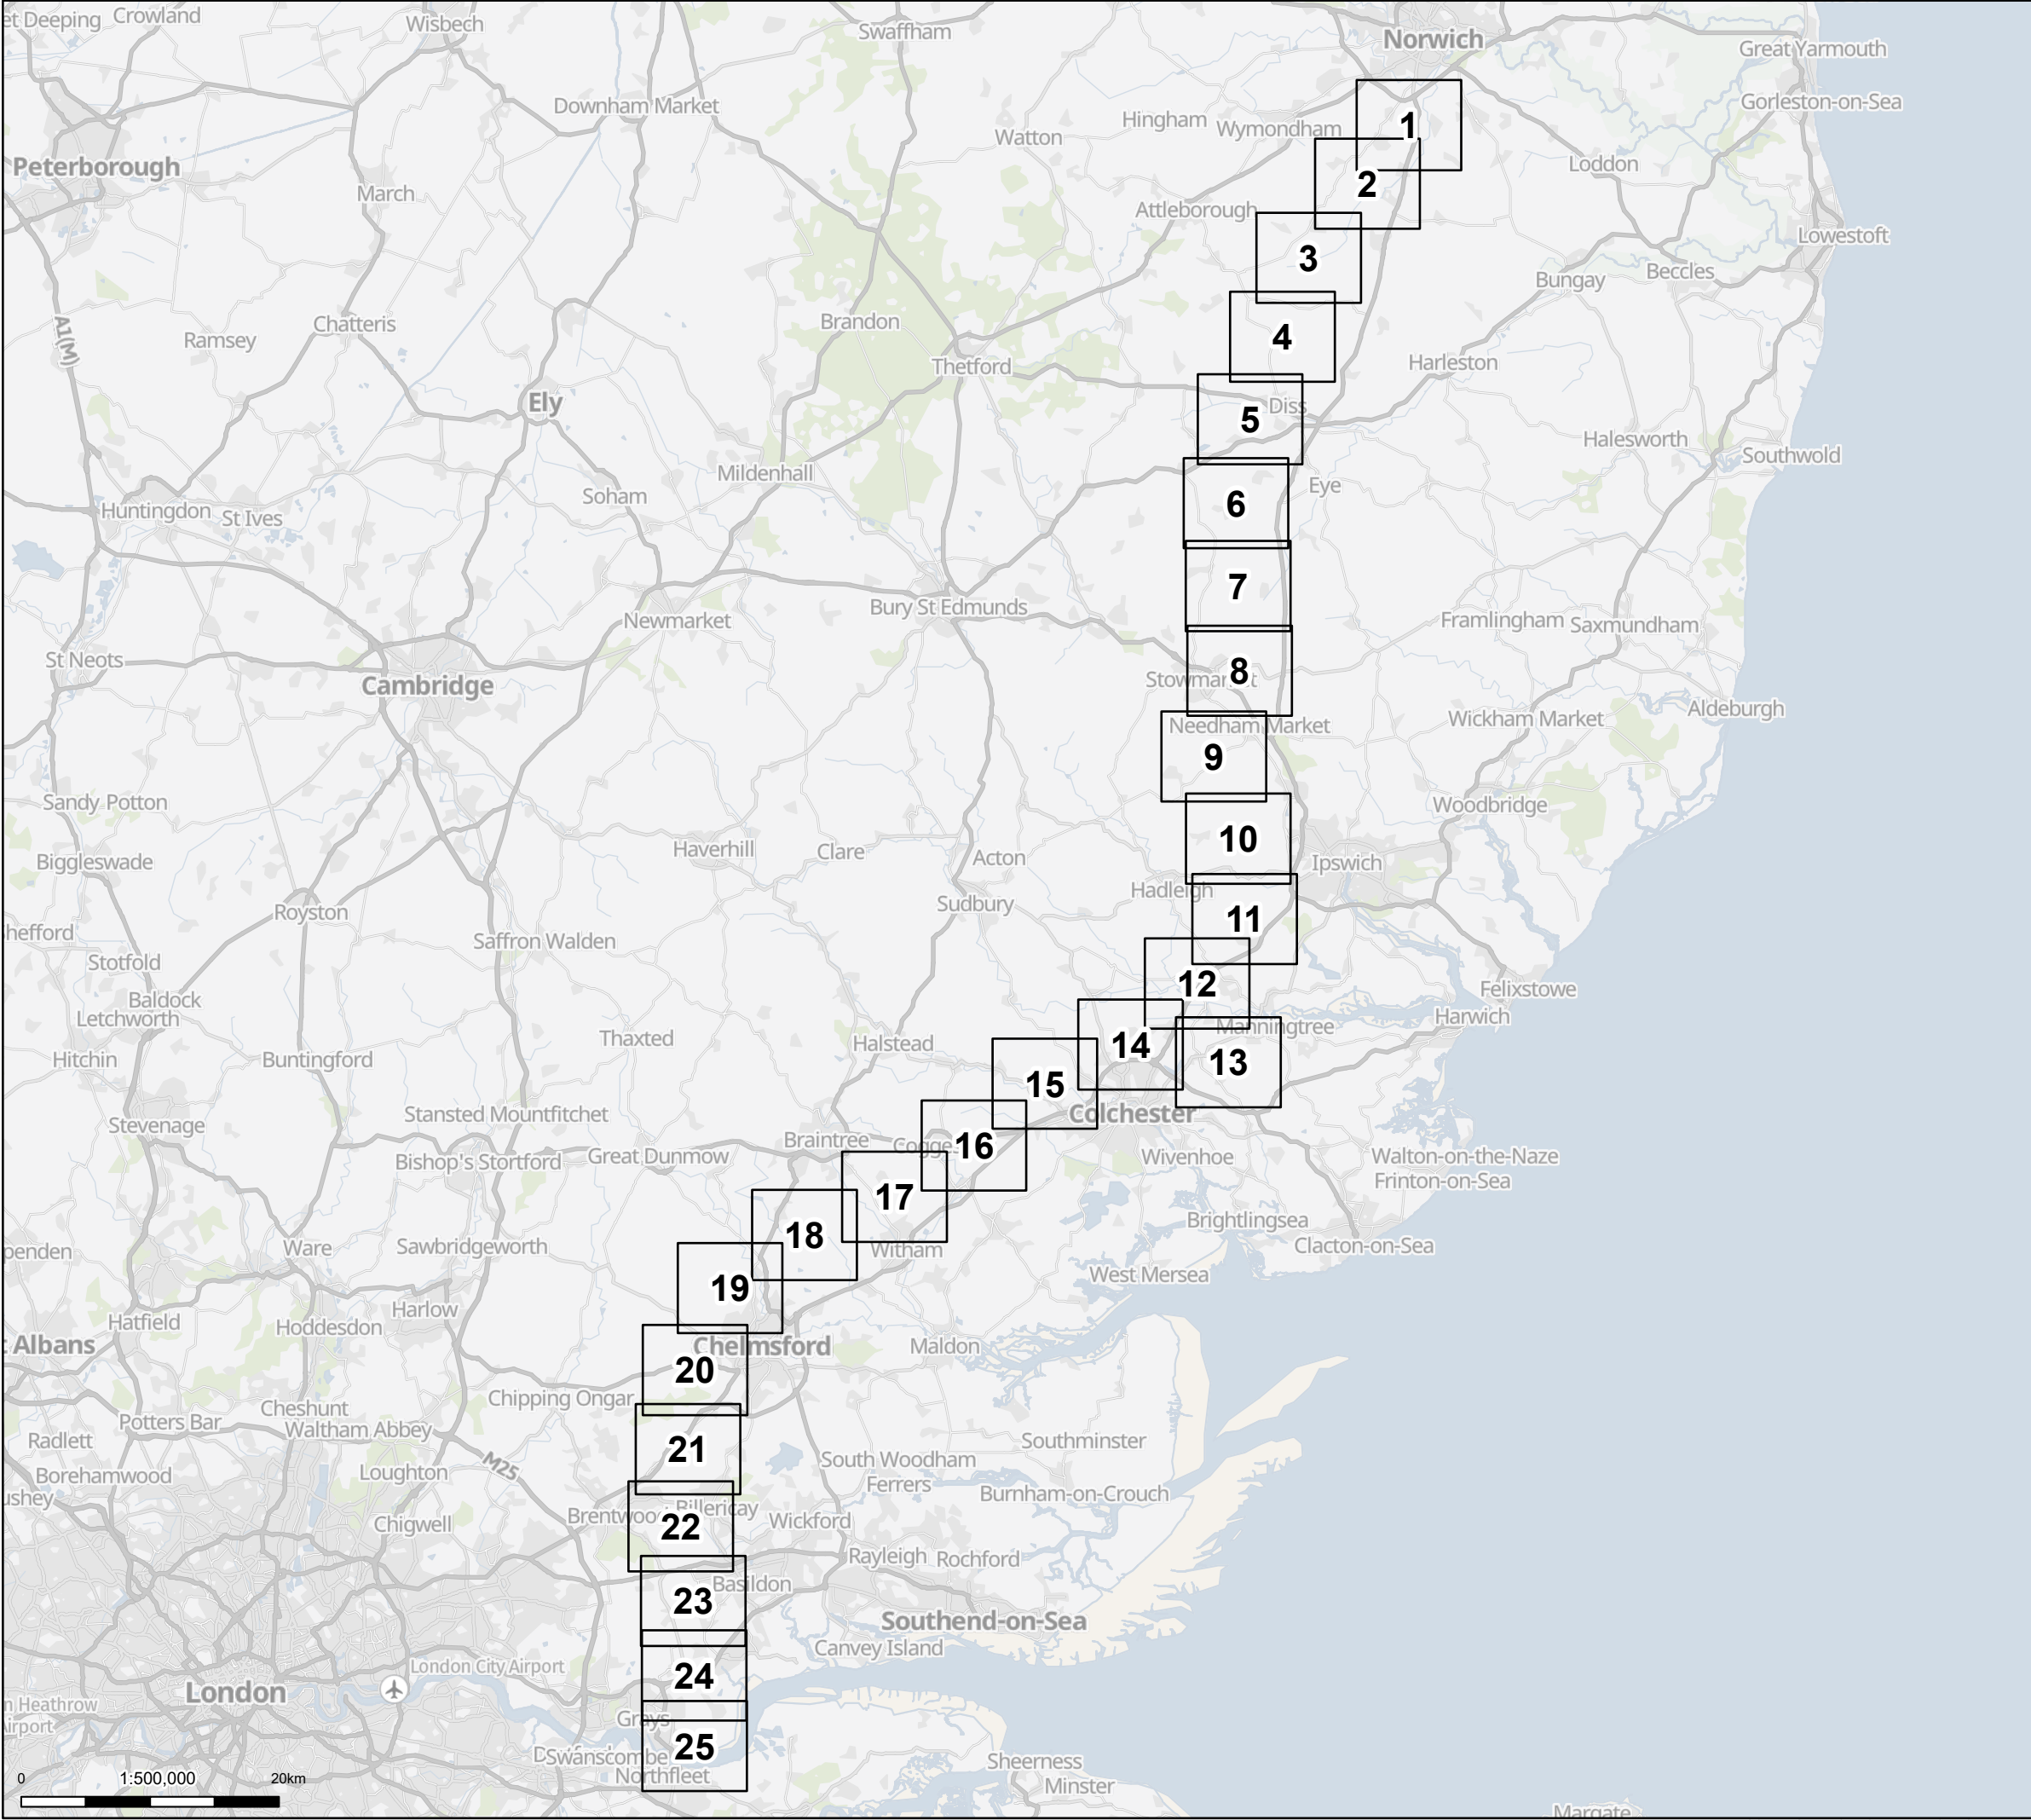 et Deeping
Crowland
Wisbech
Swaffham
Norwich
Great Yarmouth
Downham Market
Gorleston-on-Sea
Hingham
Wymondham
1
Watton
Peterborough
Loddon
March
2
Attleborough
Lowestoft
3
Beccles
Bungay
A1(M)
Ramsey
Chatteris
Brandon
4
Thetford
Harleston
Ely
Diss
5
Halesworth
Southwold
Mildenhall
Soham
Eye
6
Huntingdon
St Ives
7
Bury St Edmunds
Newmarket
Framlingham
Saxmundham
St Neots
Cambridge
8
Aldeburgh
Wickham Market
Needham Market
9
Sandy Potton
Woodbridge
10
Haverhill
Clare
Acton
Ipswich
Biggleswade
Hadleigh
Sudbury
Royston
11
hefford
Saffron Walden
Stotfold
12
Felixstowe
Baldock
Letchworth
Harwich
Manningtree
Thaxted
Halstead
14
Hitchin
Buntingford
13
15
Stansted Mountfitchet
Colchester
Stevenage
Braintree
16
Great Dunmow
Bishop's Stortford
Wivenhoe
Walton-on-the-Naze
Frinton-on-Sea
17
Brightlingsea
18
penden
Ware
Sawbridgeworth
Witham
Clacton-on-Sea
West Mersea
19
Harlow
Hatfield
Hoddesdon
t Albans
Chelmsford
Maldon
20
Chipping Ongar
Cheshunt
Potters Bar
Waltham Abbey
Radlett
Southminster
21
M25
South Woodham
Ferrers
Borehamwood
Loughton
ushey
Burnham-on-Crouch
Billericay
Brentwood
Chigwell
Wickford
22
Rayleigh
Rochford
Basildon
23
Southend-on-Sea
Canvey Island
London City Airport
24
London
n Heathrow
Airport
Grays
25
Swanscombe
Northfleet
Sheerness
Minster
0
1:500,000
20km
Margate